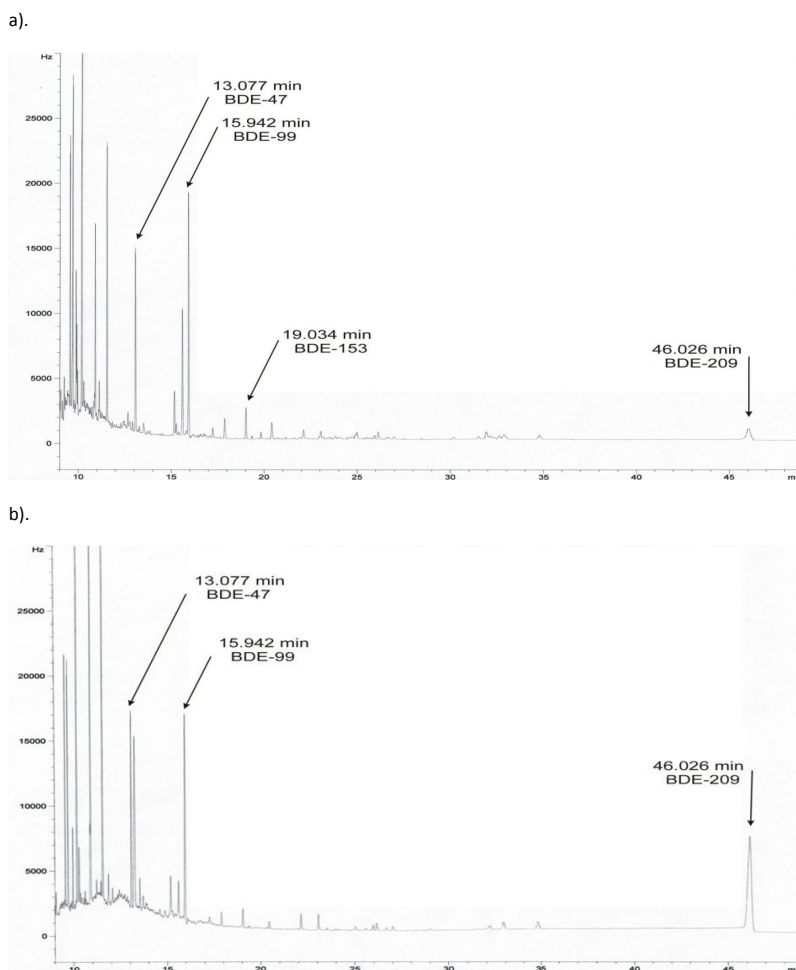 a).
Hz
13.077 min
BDE-47
15.942 min
BDE-99
25000
20000
15000
19.034 min
BDE-153
46.026 min
BDE-209
10000
5000
0
10 15 20 25 30 35 40 45 m
b).
Hz
13.077 min
BDE-47
15.942 min
BDE-99
25000
20000
15000
46.026 min
BDE-209
10000
5000
0
10 15 20 25 30 35 40 45